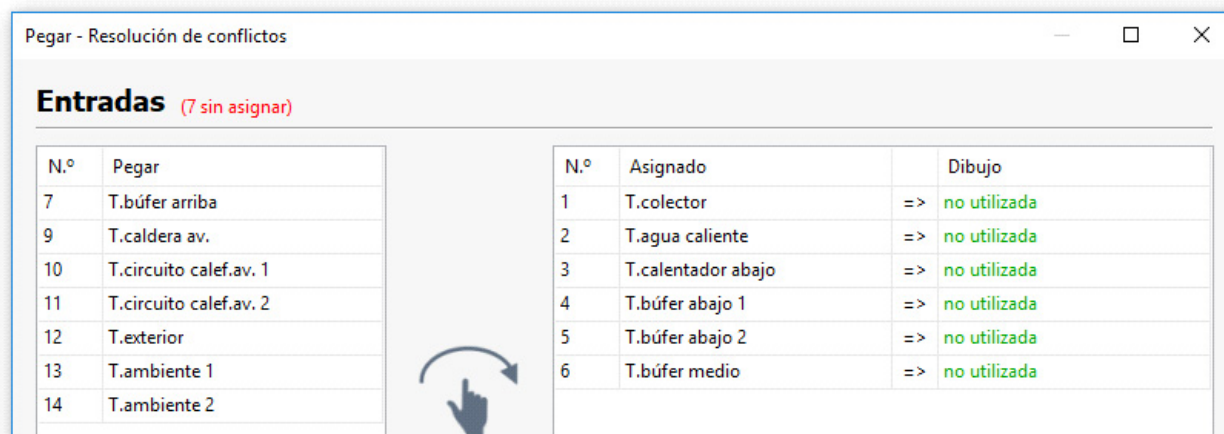 Pegar - Resolución de conflictos
Entradas (7 sin asignar)
N.º Pegar
7 T.búfer arriba
9 T.caldera av.
10 T.circuito calef.av. 1
11 T.circuito calef.av. 2
12 T.exterior
13 T.ambiente 1
14 T.ambiente 2
N.º Asignado Dibujo
1 T.colector => no utilizada
2 T.agua caliente => no utilizada
3 T.calentador abajo => no utilizada
4 T.búfer abajo 1 => no utilizada
5 T.búfer abajo 2 => no utilizada
6 T.búfer medio => no utilizada